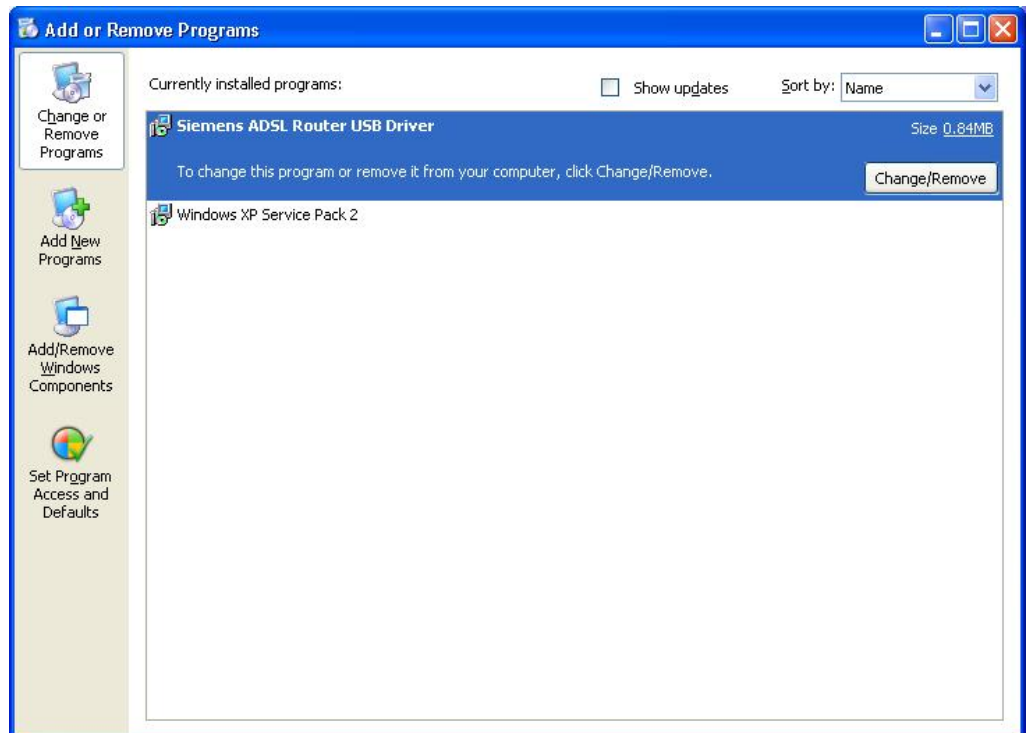 Add or Remove Programs
Change or
Remove
Programs
Add New
Programs
Add/Remove
Windows
Components
Set Program
Access and
Defaults
Currently installed programs:
Show updates
Sort by: Name
Siemens ADSL Router USB Driver
Size 0.84MB
To change this program or remove it from your computer, click Change/Remove.
Change/Remove
Windows XP Service Pack 2